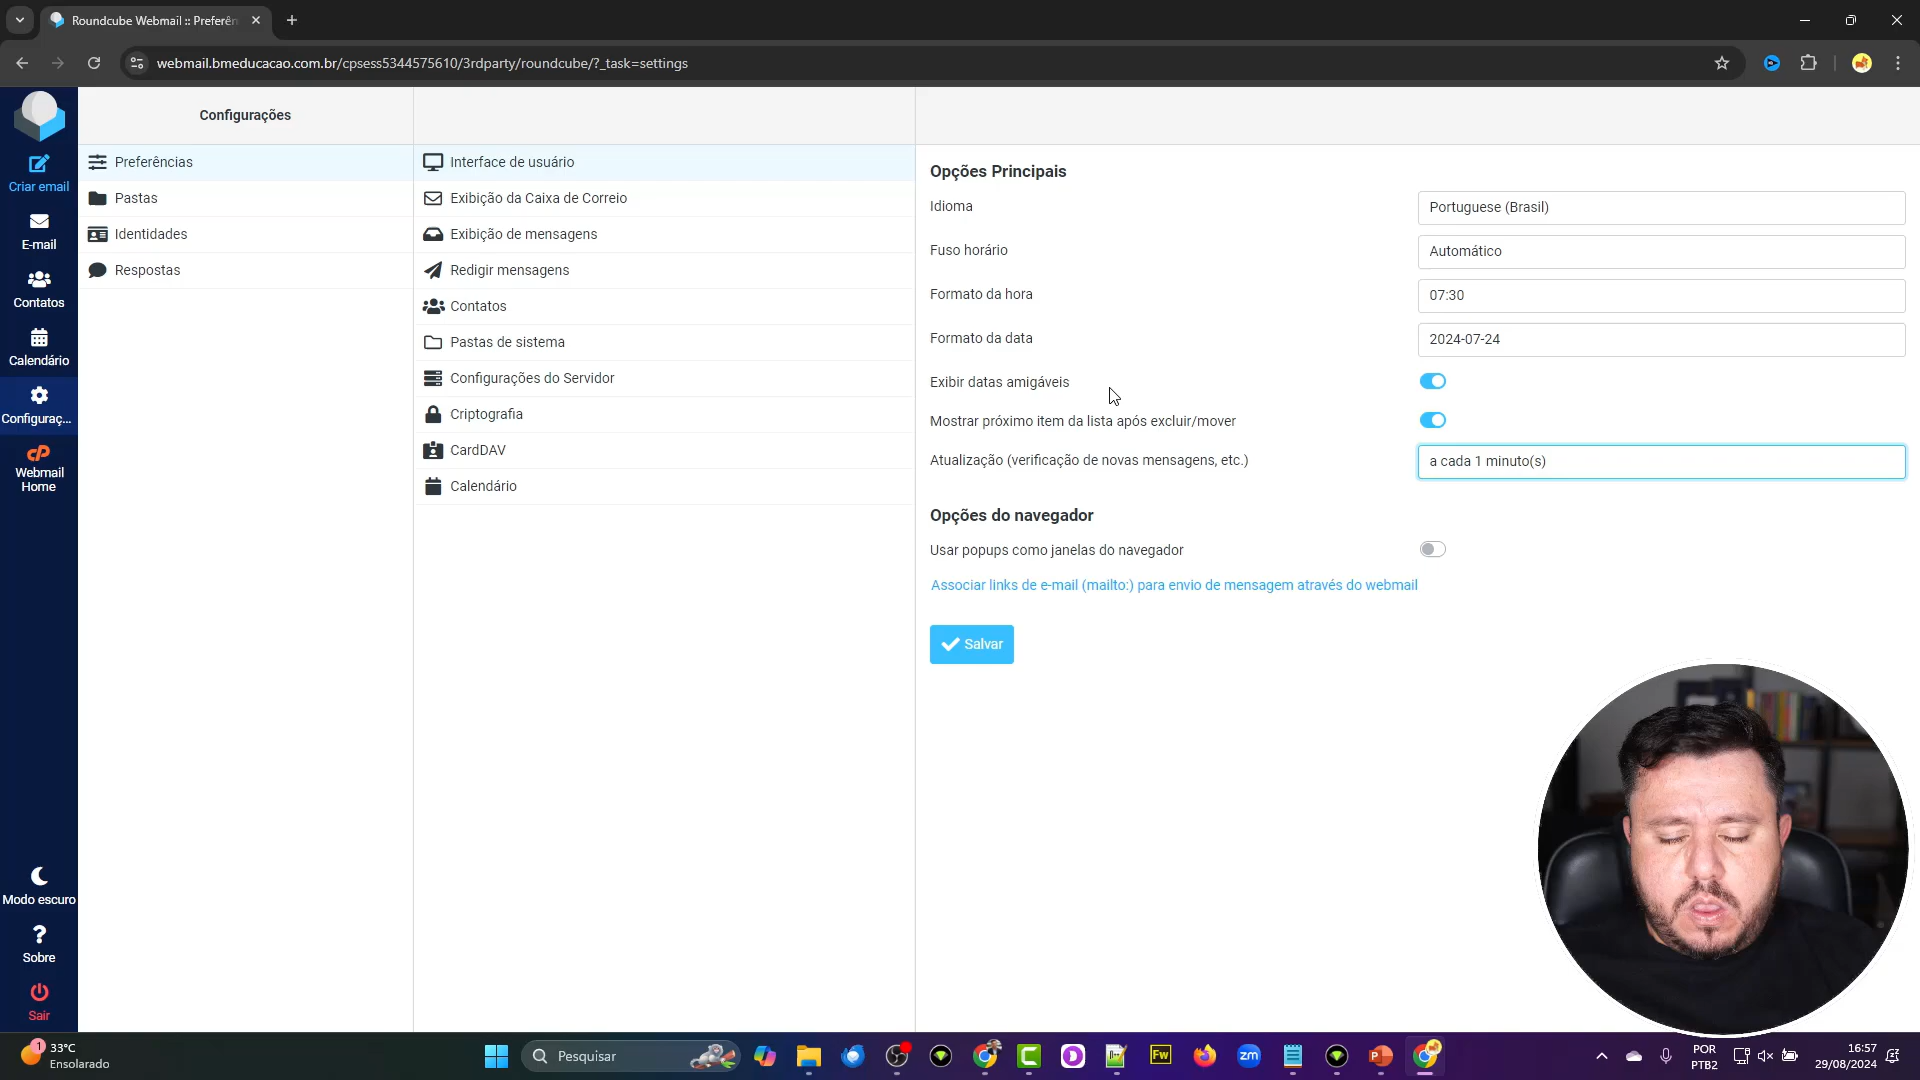 Roundcube Webmail :: Preferên
webmail.bmeducacao.com.br/cpsess5344575610/3rdparty/roundcube/?_task=settings
Criar email
E-mail
Contatos
Calendário
Configuraç...
cP
Webmail
Home
Modo escuro
Sobre
Sair
Configurações
Preferências
Pastas
Identidades
Respostas
Interface de usuário
Exibição da Caixa de Correio
Exibição de mensagens
Redigir mensagens
Contatos
Pastas de sistema
Configurações do Servidor
Criptografia
CardDAV
Calendário
Opções Principais
Idioma
Portuguese (Brasil)
Fuso horário
Automático
Formato da hora
07:30
Formato da data
2024-07-24
Exibir datas amigáveis
Mostrar próximo item da lista após excluir/mover
Atualização (verificação de novas mensagens, etc.)
a cada 1 minuto(s)
Opções do navegador
Usar popups como janelas do navegador
Associar links de e-mail (mailto:) para envio de mensagem através do webmail
Salvar
1
33°C
Ensolarado
Pesquisar
Fw
zm
POR
PTB2
16:57
29/08/2024